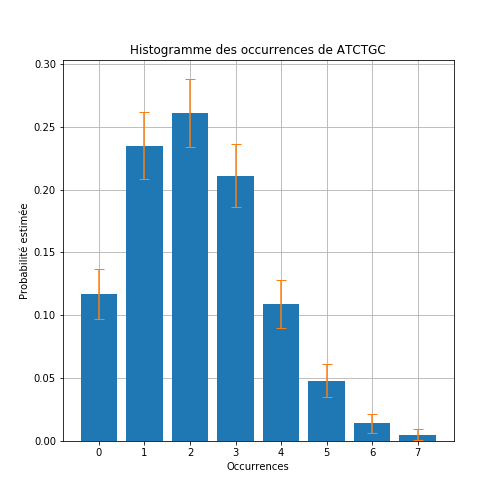 Histogramme des occurrences de ATCTGC
0.30
0.25
0.20
0.15
0.10
0.05
0.00
Probabilité estimée
0 1 2 3 4 5 6 7
Occurrences